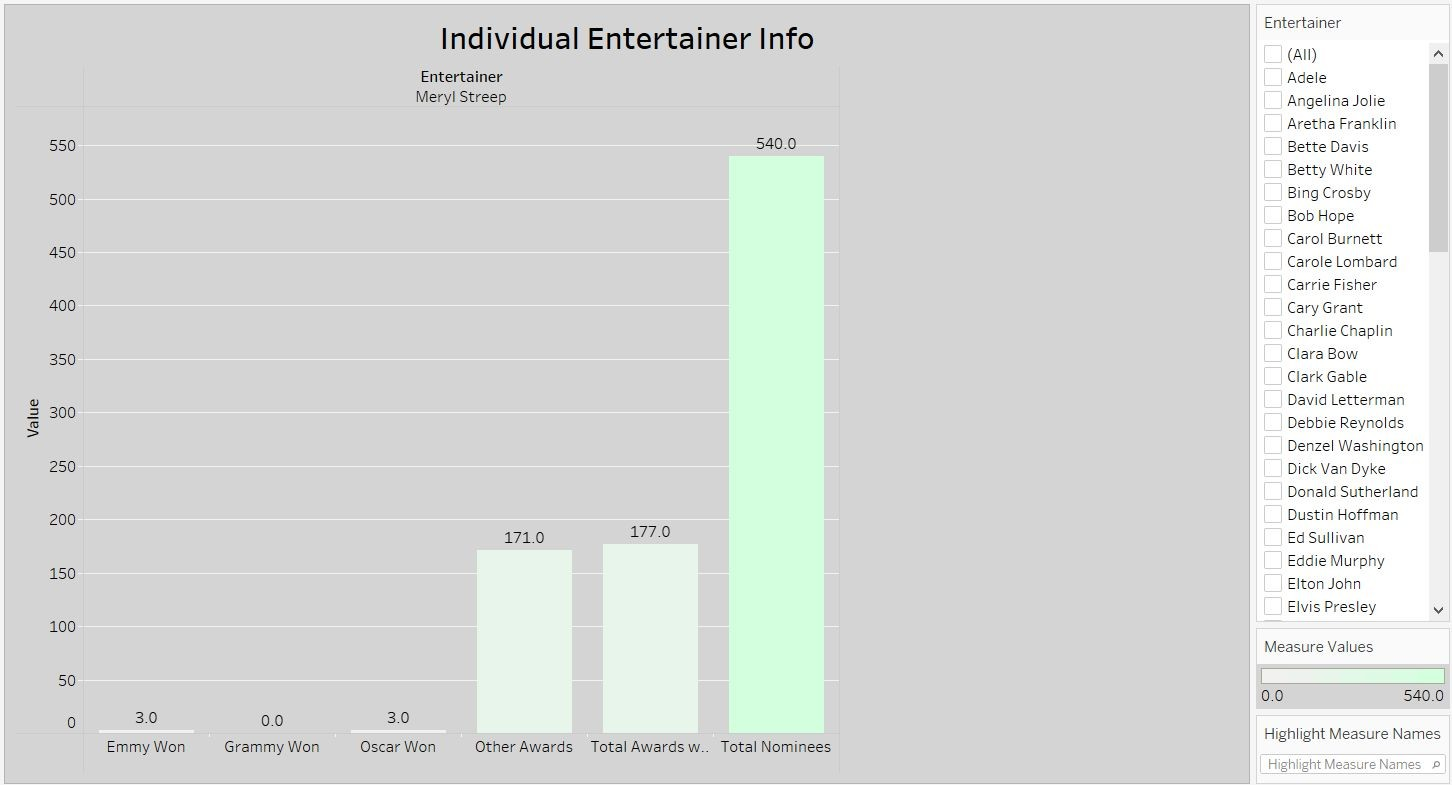 Individual Entertainer Info
Entertainer
Meryl Streep
Value
550
500
450
400
350
300
250
200
150
100
50
0
3.0
0.0
3.0
171.0
177.0
540.0
Emmy Won
Grammy Won
Oscar Won
Other Awards
Total Awards w..
Total Nominees
Entertainer
(All)
Adele
Angelina Jolie
Aretha Franklin
Bette Davis
Betty White
Bing Crosby
Bob Hope
Carol Burnett
Carole Lombard
Carrie Fisher
Cary Grant
Charlie Chaplin
Clara Bow
Clark Gable
David Letterman
Debbie Reynolds
Denzel Washington
Dick Van Dyke
Donald Sutherland
Dustin Hoffman
Ed Sullivan
Eddie Murphy
Elton John
Elvis Presley
Measure Values
0.0 540.0
Highlight Measure Names
Highlight Measure Names